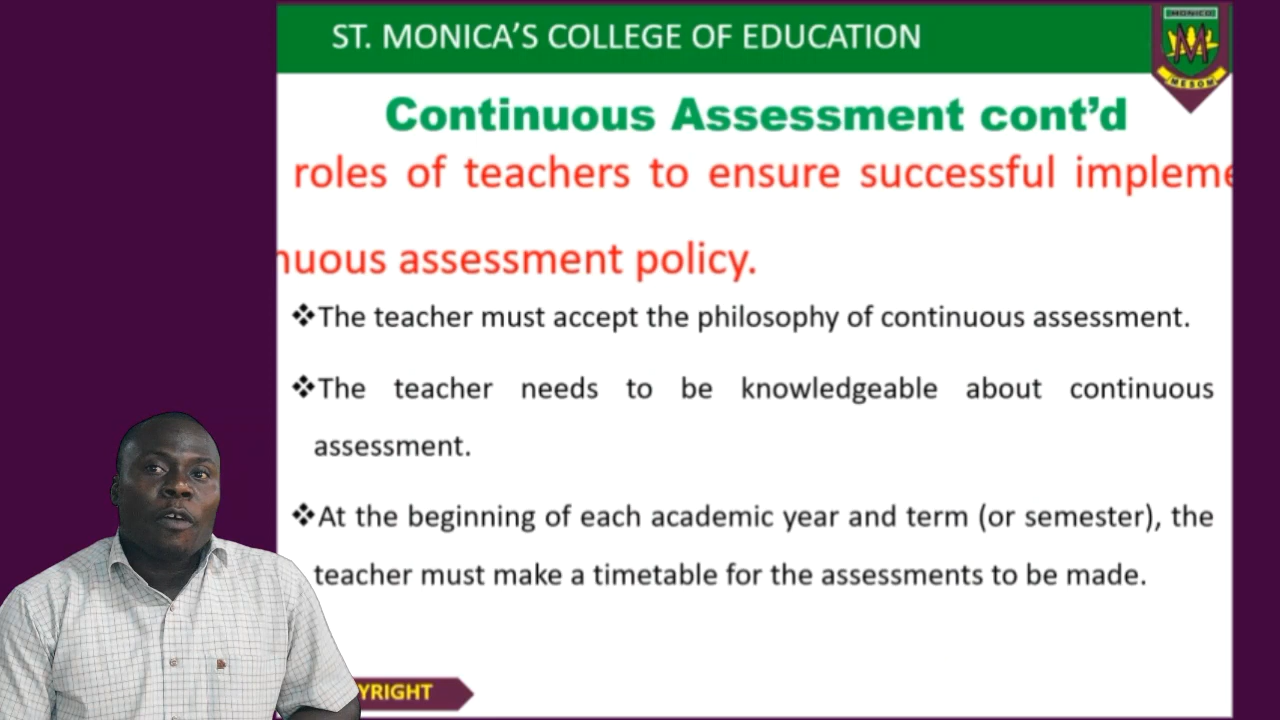 ST. MONICA’S COLLEGE OF EDUCATION
MONICO
M
MESOM
Continuous Assessment cont’d
roles of teachers to ensure successful impleme
nuous assessment policy.
❖The teacher must accept the philosophy of continuous assessment.
❖The teacher needs to be knowledgeable about continuous
assessment.
❖At the beginning of each academic year and term (or semester), the
teacher must make a timetable for the assessments to be made.
YRIGHT